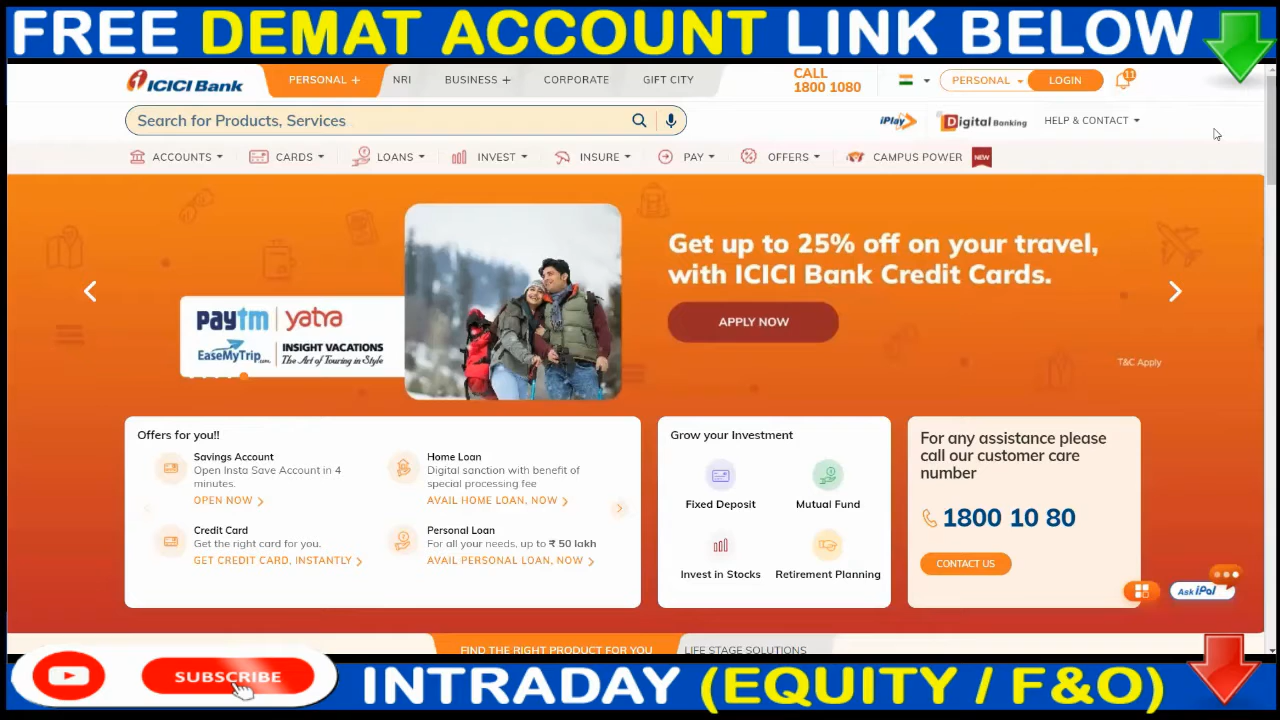 FREE DEMAT ACCOUNT LINK BELOW
ICICI Bank
PERSONAL +
NRI
BUSINESS +
CORPORATE
GIFT CITY
CALL
1800 1080
PERSONAL
LOGIN
11
Search for Products, Services
iPlay
Digital Banking
HELP & CONTACT
ACCOUNTS
CARDS
LOANS
INVEST
INSURE
PAY
OFFERS
CAMPUS POWER
NEW
Get up to 25% off on your travel,
with ICICI Bank Credit Cards.
APPLY NOW
T&C Apply
paytm
yatra
EaseMyTrip.com
INSIGHT VACATIONS
The Art of Touring in Style
Offers for you!!
Savings Account
Open Insta Save Account in 4
minutes.
OPEN NOW
Home Loan
Digital sanction with benefit of
special processing fee
AVAIL HOME LOAN, NOW
Credit Card
Get the right card for you.
GET CREDIT CARD, INSTANTLY
Personal Loan
For all your needs, up to ₹ 50 lakh
AVAIL PERSONAL LOAN, NOW
Grow your Investment
Fixed Deposit
Mutual Fund
Invest in Stocks
Retirement Planning
For any assistance please
call our customer care
number
1800 10 80
CONTACT US
Ask iPal
FIND THE RIGHT PRODUCT FOR YOU
LIFE STAGE SOLUTIONS
SUBSCRIBE
INTRADAY (EQUITY / F&O)